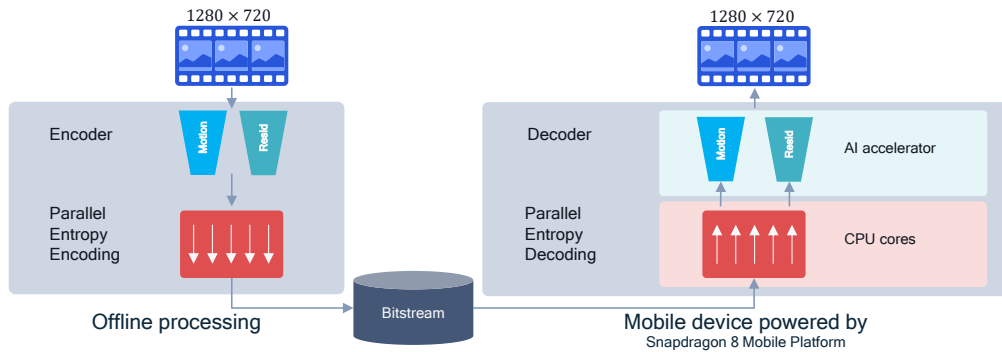 1280 × 720
Encoder
Motion
Resid
Parallel
Entropy
Encoding
Offline processing
Bitstream
1280 × 720
Decoder
Motion
Resid
AI accelerator
Parallel
Entropy
Decoding
CPU cores
Mobile device powered by
Snapdragon 8 Mobile Platform